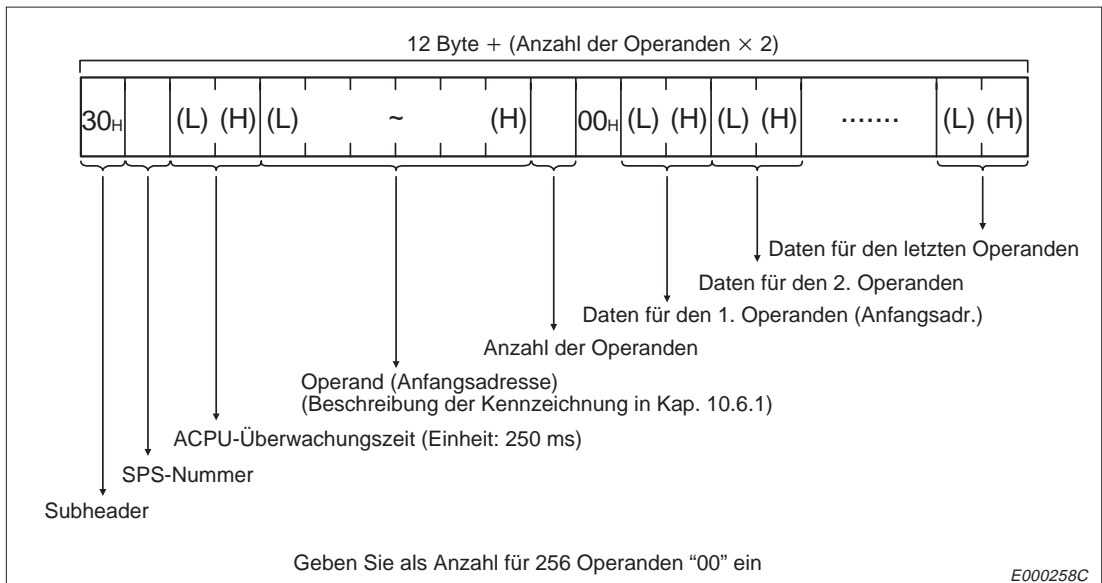 12 Byte + (Anzahl der Operanden × 2)
30H (L) (H) (L) ~ (H) 00H (L) (H) (L) (H) ....... (L) (H)
Daten für den letzten Operanden
Daten für den 2. Operanden
Daten für den 1. Operanden (Anfangsadr.)
Anzahl der Operanden
Operand (Anfangsadresse)
(Beschreibung der Kennzeichnung in Kap. 10.6.1)
ACPU-Überwachungszeit (Einheit: 250 ms)
SPS-Nummer
Subheader
Geben Sie als Anzahl für 256 Operanden “00” ein
E000258C